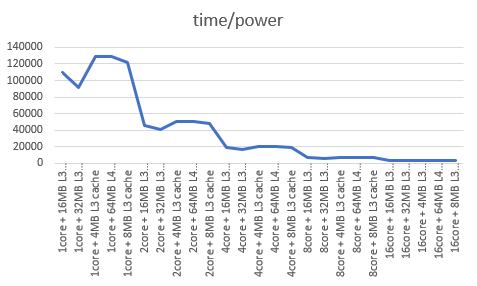 time/power
140000
120000
100000
80000
60000
40000
20000
0
1core + 16MB L3...
1core + 32MB L3...
1core + 4MB L3 cache
1core + 64MB L4...
1core + 8MB L3 cache
2core + 16MB L3...
2core + 32MB L3...
2core + 4MB L3 cache
2core + 64MB L4...
2core + 8MB L3 cache
4core + 16MB L3...
4core + 32MB L3...
4core + 4MB L3 cache
4core + 64MB L4...
4core + 8MB L3 cache
8core + 16MB L3...
8core + 32MB L3...
8core + 4MB L3 cache
8core + 64MB L4...
8core + 8MB L3 cache
16core + 16MB L3...
16core + 32MB L3...
16core + 4MB L3...
16core + 64MB L4...
16core + 8MB L3...